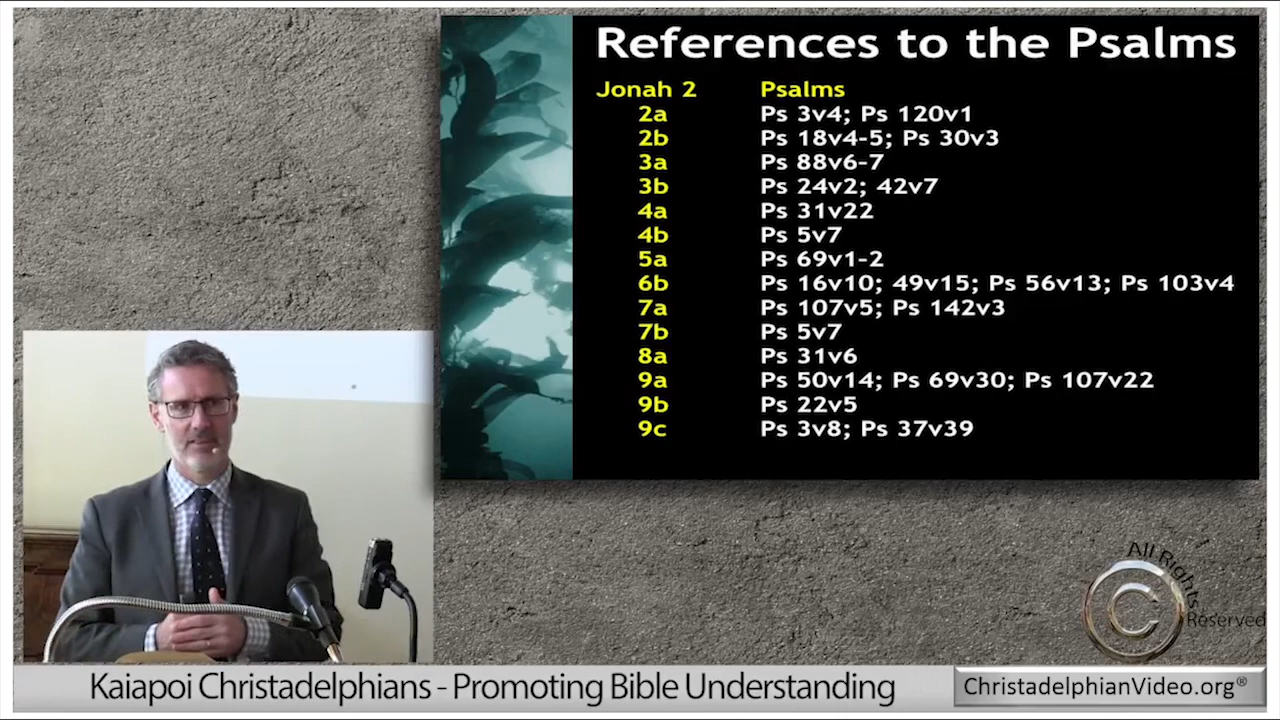 References to the Psalms
Jonah 2 Psalms
2a Ps 3v4; Ps 120v1
2b Ps 18v4-5; Ps 30v3
3a Ps 88v6-7
3b Ps 24v2; 42v7
4a Ps 31v22
4b Ps 5v7
5a Ps 69v1-2
6b Ps 16v10; 49v15; Ps 56v13; Ps 103v4
7a Ps 107v5; Ps 142v3
7b Ps 5v7
8a Ps 31v6
9a Ps 50v14; Ps 69v30; Ps 107v22
9b Ps 22v5
9c Ps 3v8; Ps 37v39
All Rights
C
Reserved
Kaiapoi Christadelphians - Promoting Bible Understanding
ChristadelphianVideo.org®